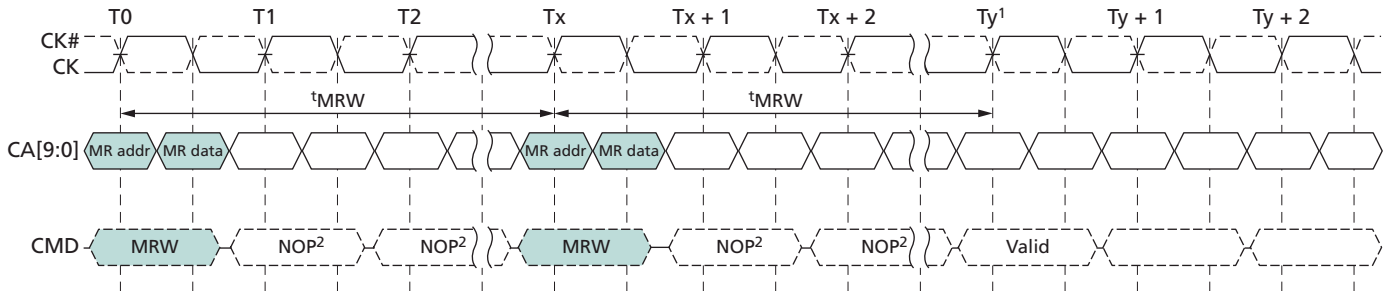 T0 T1 T2 Tx Tx + 1 Tx + 2 Ty¹ Ty + 1 Ty + 2
CK#
CK
ᵗMRW ᵗMRW
CA[9:0] MR addr MR data MR addr MR data
CMD MRW NOP² NOP² MRW NOP² NOP² Valid